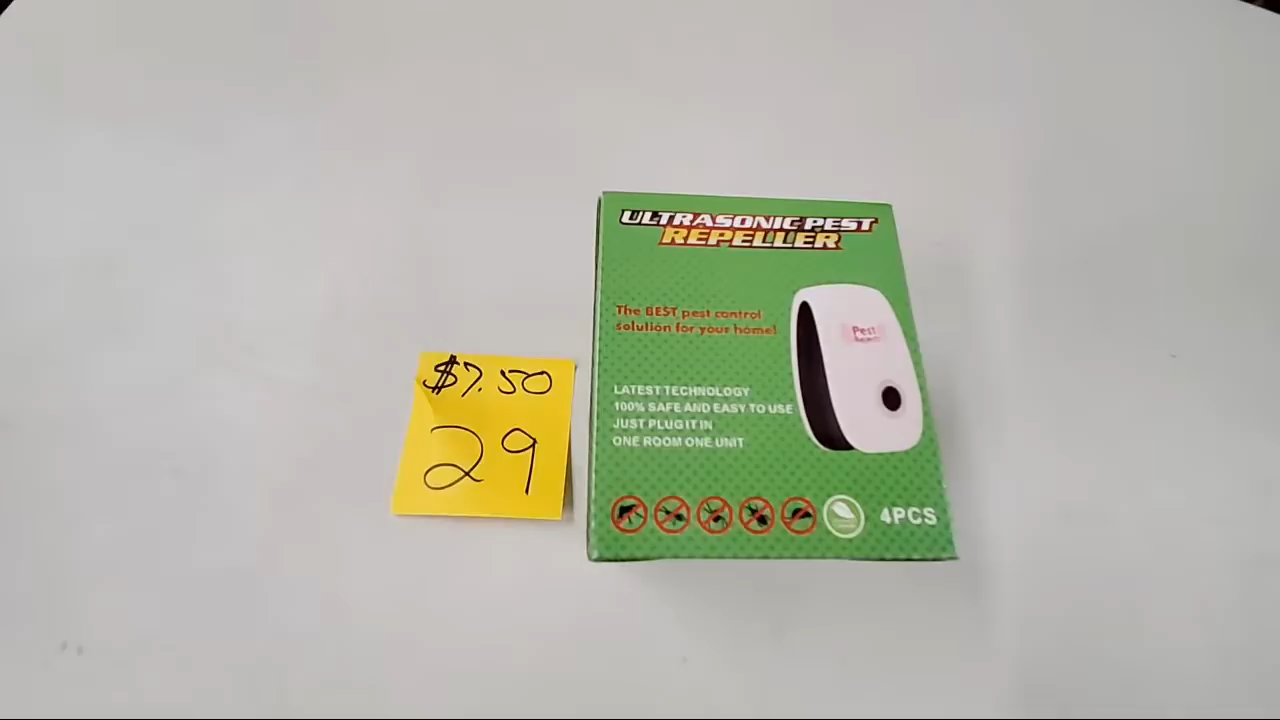 $7.50
29
ULTRASONIC PEST
REPELLER
The BEST pest control
solution for your home!
Pest
LATEST TECHNOLOGY
100% SAFE AND EASY TO USE
JUST PLUG IT IN
ONE ROOM ONE UNIT
4PCS